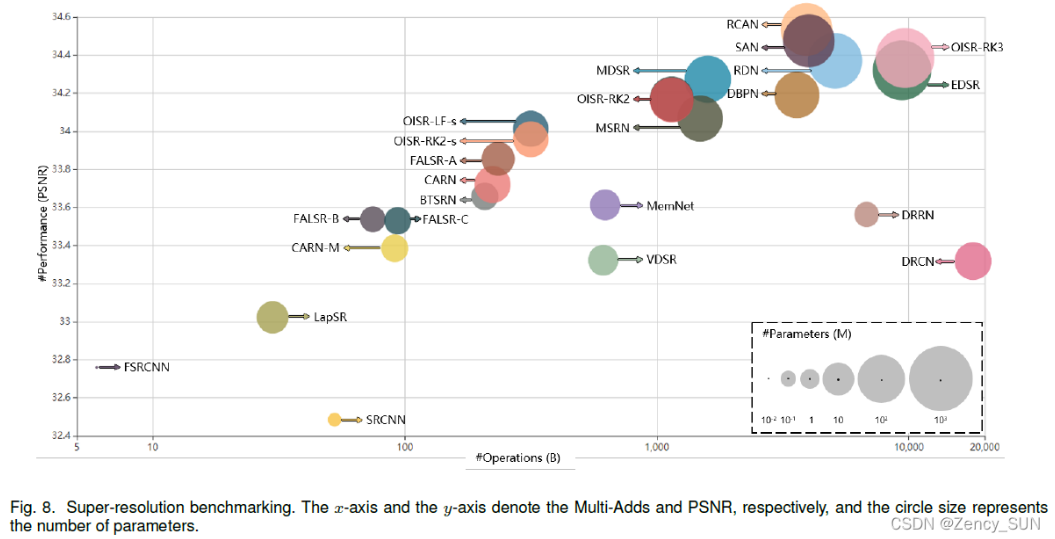 34.6
34.4
34.2
34
33.8
33.6
33.4
33.2
33
32.8
32.6
32.4
#Performance (PSNR)
RCAN
SAN
OISR-RK3
MDSR
RDN
EDSR
DBPN
OISR-RK2
MSRN
OISR-LF-s
OISR-RK2-s
FALSR-A
CARN
BTSRN
MemNet
DRRN
FALSR-B
FALSR-C
CARN-M
VDSR
DRCN
LapSR
FSRCNN
SRCNN
#Parameters (M)
10⁻² 10⁻¹ 1 10 10² 10³
5 10 100 1,000 10,000 20,000
#Operations (B)
Fig. 8. Super-resolution benchmarking. The x-axis and the y-axis denote the Multi-Adds and PSNR, respectively, and the circle size represents
the number of parameters.
CSDN @Zency_SUN